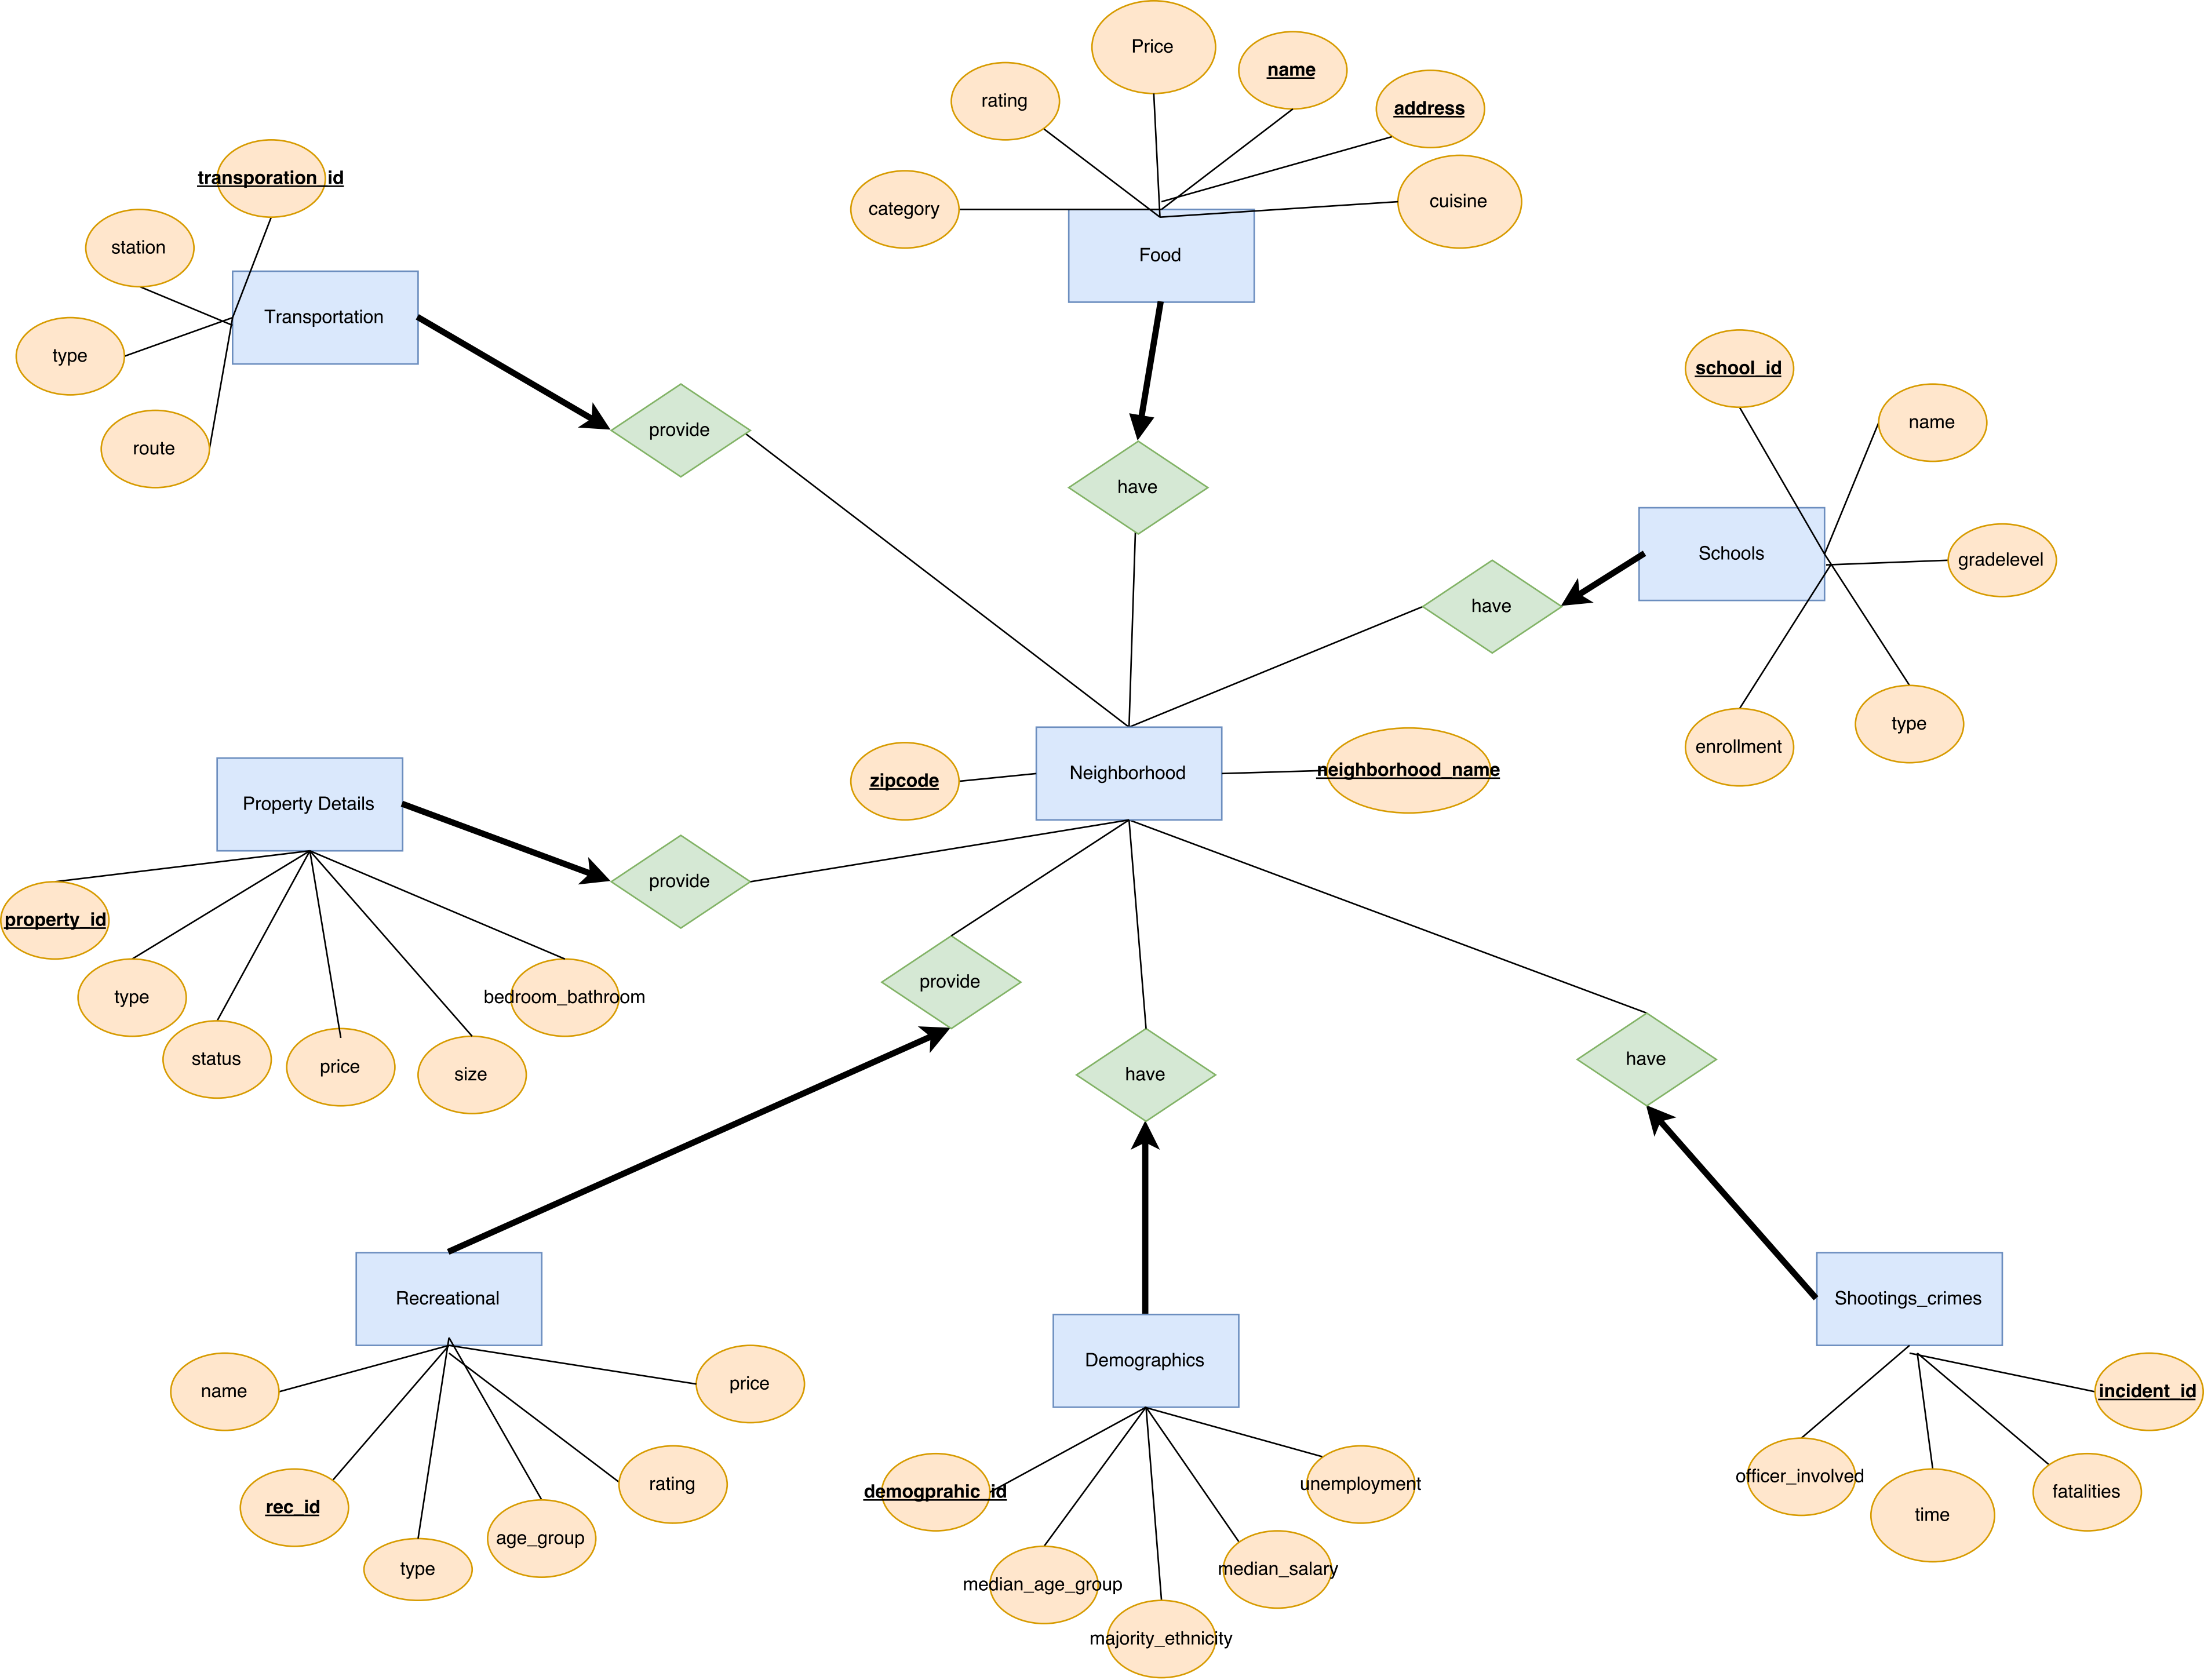 Price
name
rating
address
category
cuisine
Food
transporation_id
station
Transportation
type
route
provide
have
school_id
name
Schools
gradelevel
have
type
enrollment
zipcode
Neighborhood
neighborhood_name
Property Details
provide
property_id
type
status
price
size
bedroom_bathroom
provide
have
have
Recreational
name
price
rec_id
rating
age_group
type
Demographics
demogprahic_id
unemployment
median_age_group
median_salary
majority_ethnicity
Shootings_crimes
incident_id
officer_involved
fatalities
time